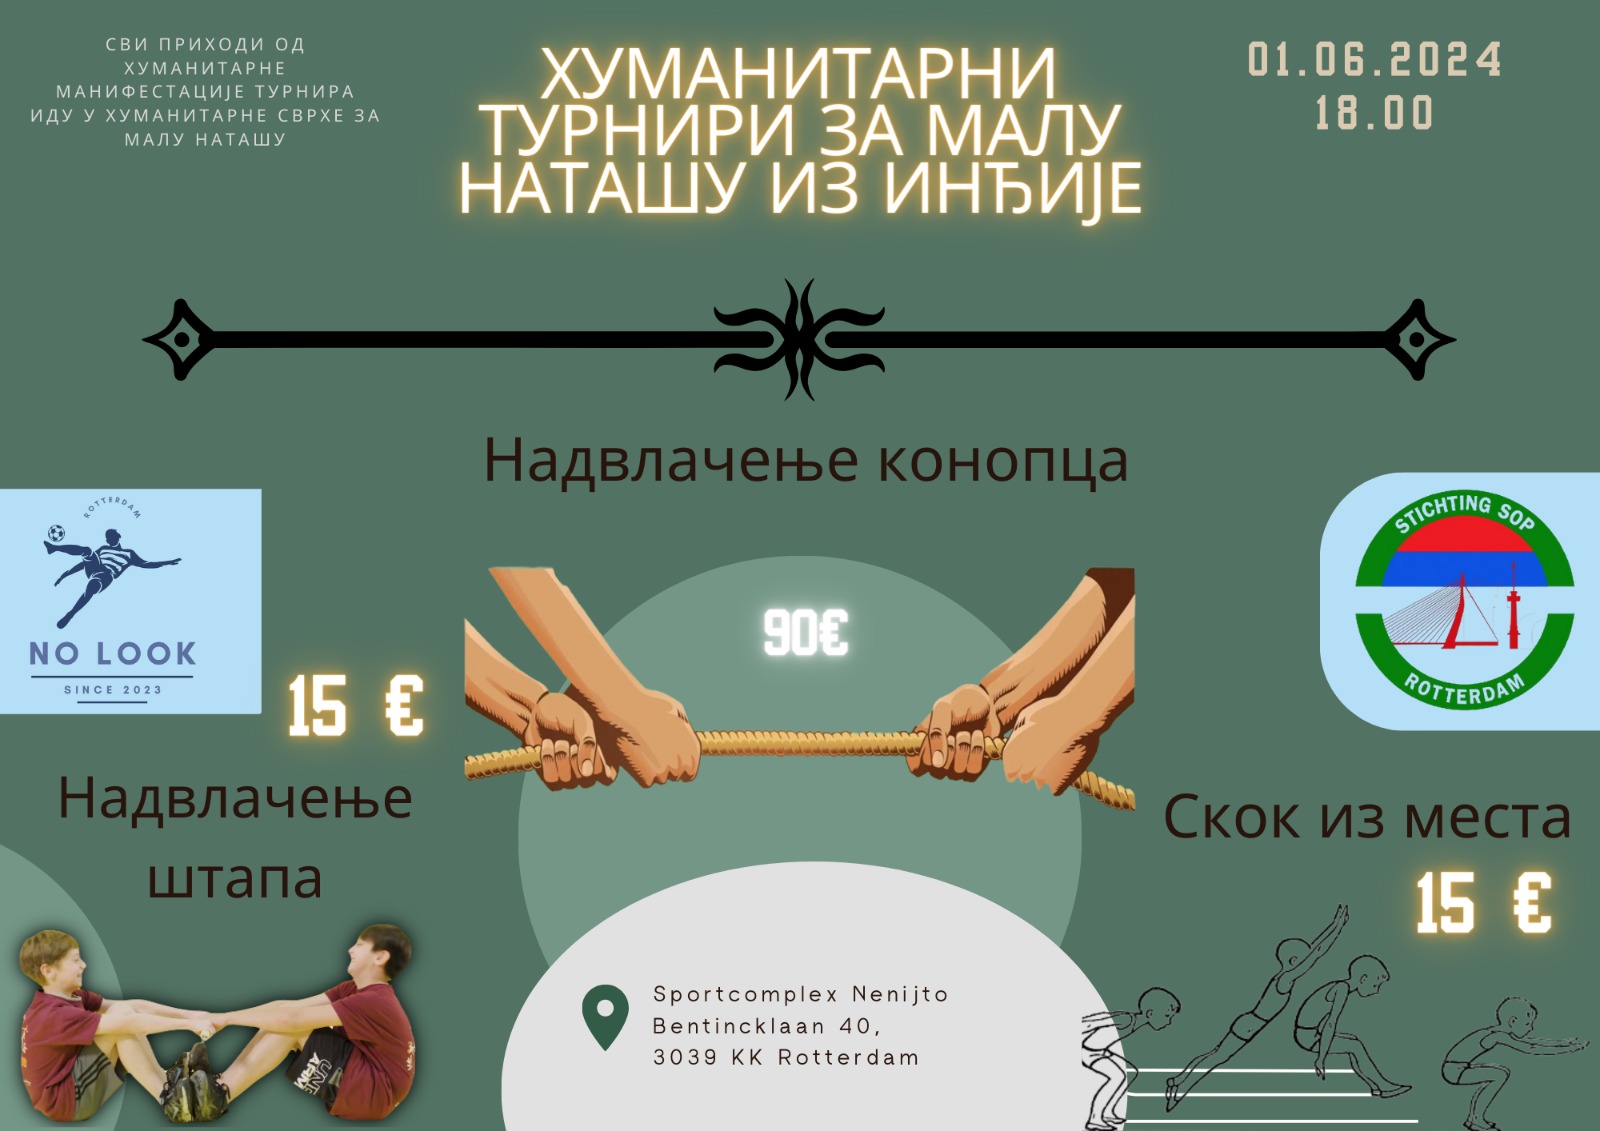 СВИ ПРИХОДИ ОД
ХУМАНИТАРНЕ
МАНИФЕСТАЦИЈЕ ТУРНИРА
ИДУ У ХУМАНИТАРНЕ СВРХЕ ЗА
МАЛУ НАТАШУ
ХУМАНИТАРНИ
ТУРНИРИ ЗА МАЛУ
НАТАШУ ИЗ ИНЂИЈЕ
01.06.2024
18.00
Надвлачење конопца
ROTTERDAM
NO LOOK
SINCE 2023
15 €
Надвлачење
штапа
90€
STICHTING SOP
ROTTERDAM
Скок из места
15 €
Sportcomplex Nenijto
Bentincklaan 40,
3039 KK Rotterdam